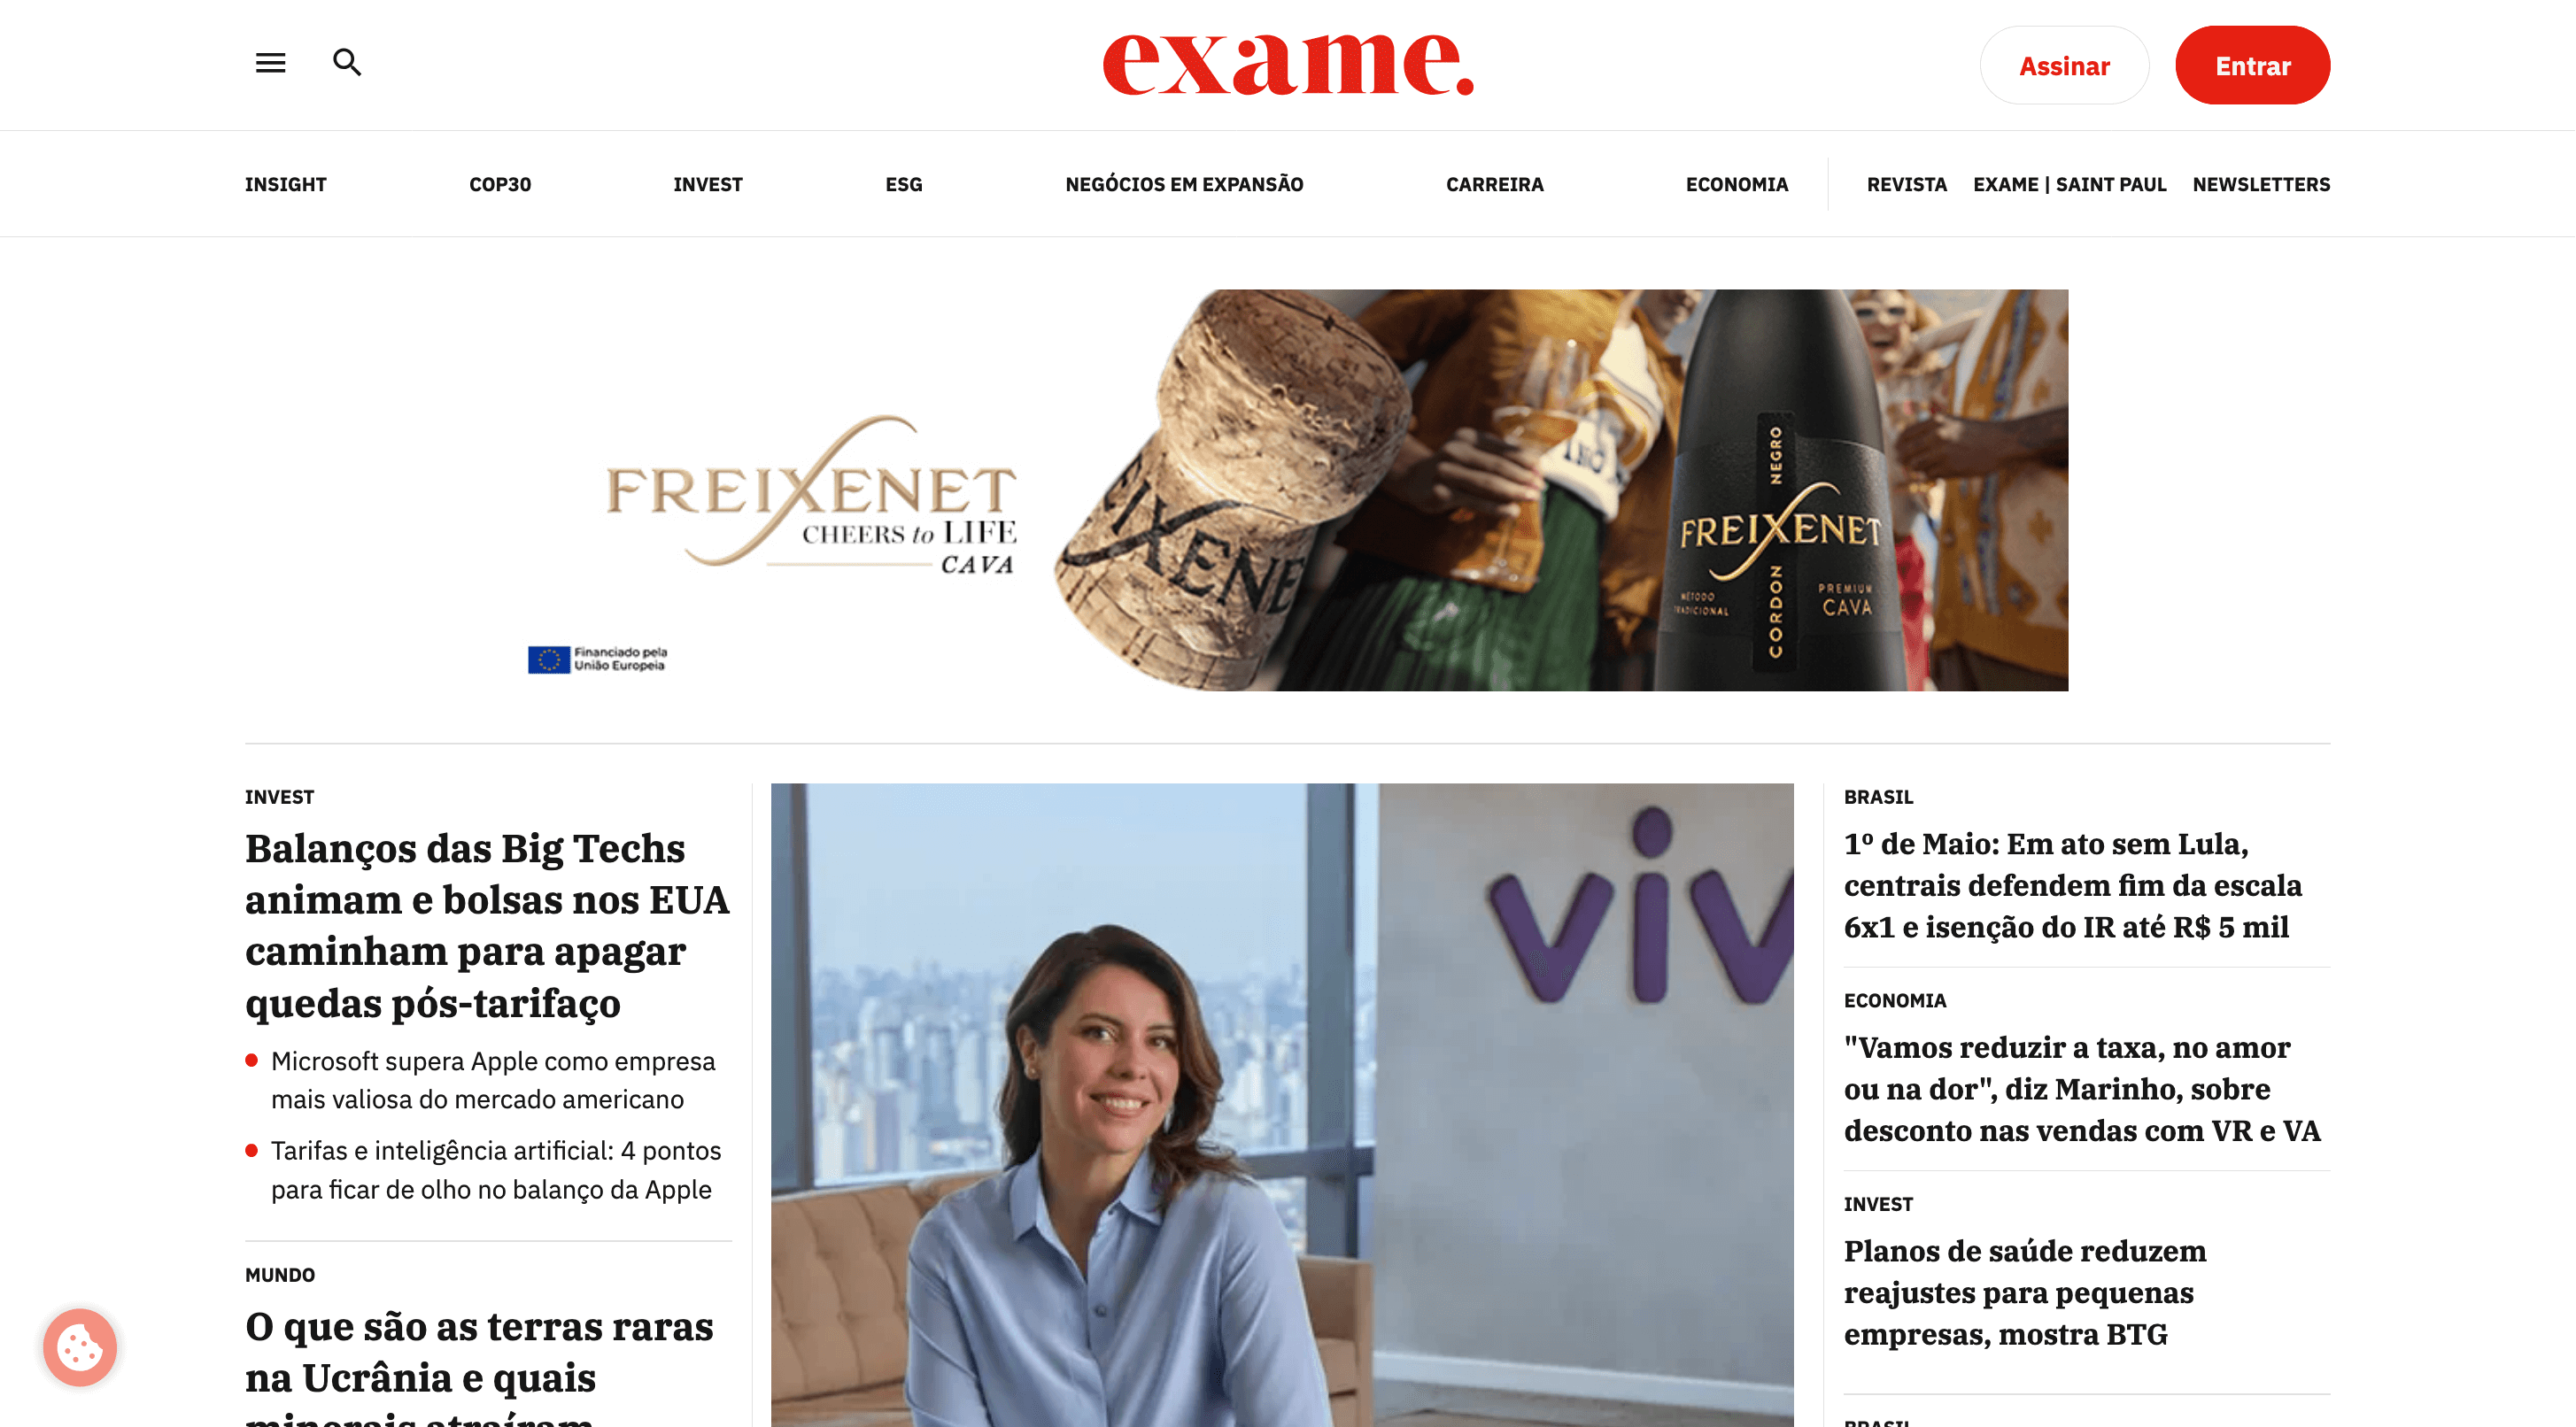 exame.
Assinar
Entrar
INSIGHT
COP30
INVEST
ESG
NEGÓCIOS EM EXPANSÃO
CARREIRA
ECONOMIA
REVISTA
EXAME | SAINT PAUL
NEWSLETTERS
FREIXENET
CHEERS to LIFE
CAVA
Financiado pela
União Europeia
FREIXENET
CORDON NEGRO
MÉTODO
TRADICIONAL
PREMIUM
CAVA
INVEST
Balanços das Big Techs
animam e bolsas nos EUA
caminham para apagar
quedas pós-tarifaço
Microsoft supera Apple como empresa
mais valiosa do mercado americano
Tarifas e inteligência artificial: 4 pontos
para ficar de olho no balanço da Apple
MUNDO
O que são as terras raras
na Ucrânia e quais
minerais atraíram
viv
BRASIL
1º de Maio: Em ato sem Lula,
centrais defendem fim da escala
6x1 e isenção do IR até R$ 5 mil
ECONOMIA
"Vamos reduzir a taxa, no amor
ou na dor", diz Marinho, sobre
desconto nas vendas com VR e VA
INVEST
Planos de saúde reduzem
reajustes para pequenas
empresas, mostra BTG
BRASIL